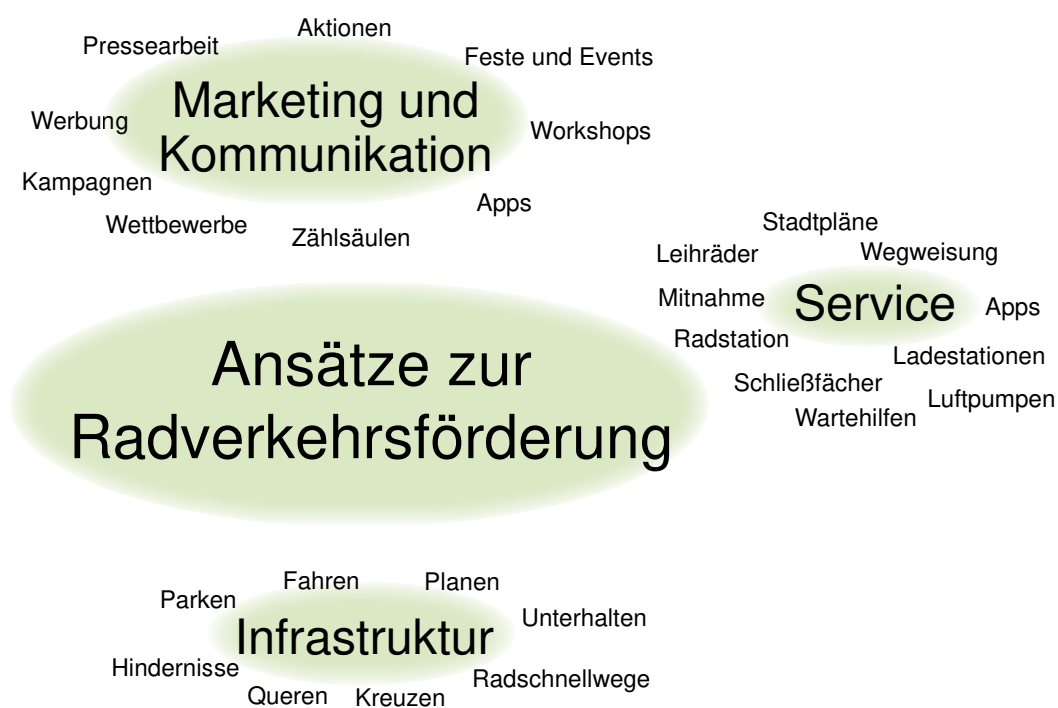 Aktionen
Pressearbeit
Feste und Events
Marketing und
Kommunikation
Werbung
Workshops
Kampagnen
Apps
Wettbewerbe
Zählsäulen
Stadtpläne
Leihräder
Wegweisung
Mitnahme
Service
Apps
Radstation
Ladestationen
Schließfächer
Luftpumpen
Wartehilfen
Ansätze zur
Radverkehrsförderung
Fahren
Planen
Parken
Unterhalten
Infrastruktur
Hindernisse
Radschnellwege
Queren
Kreuzen